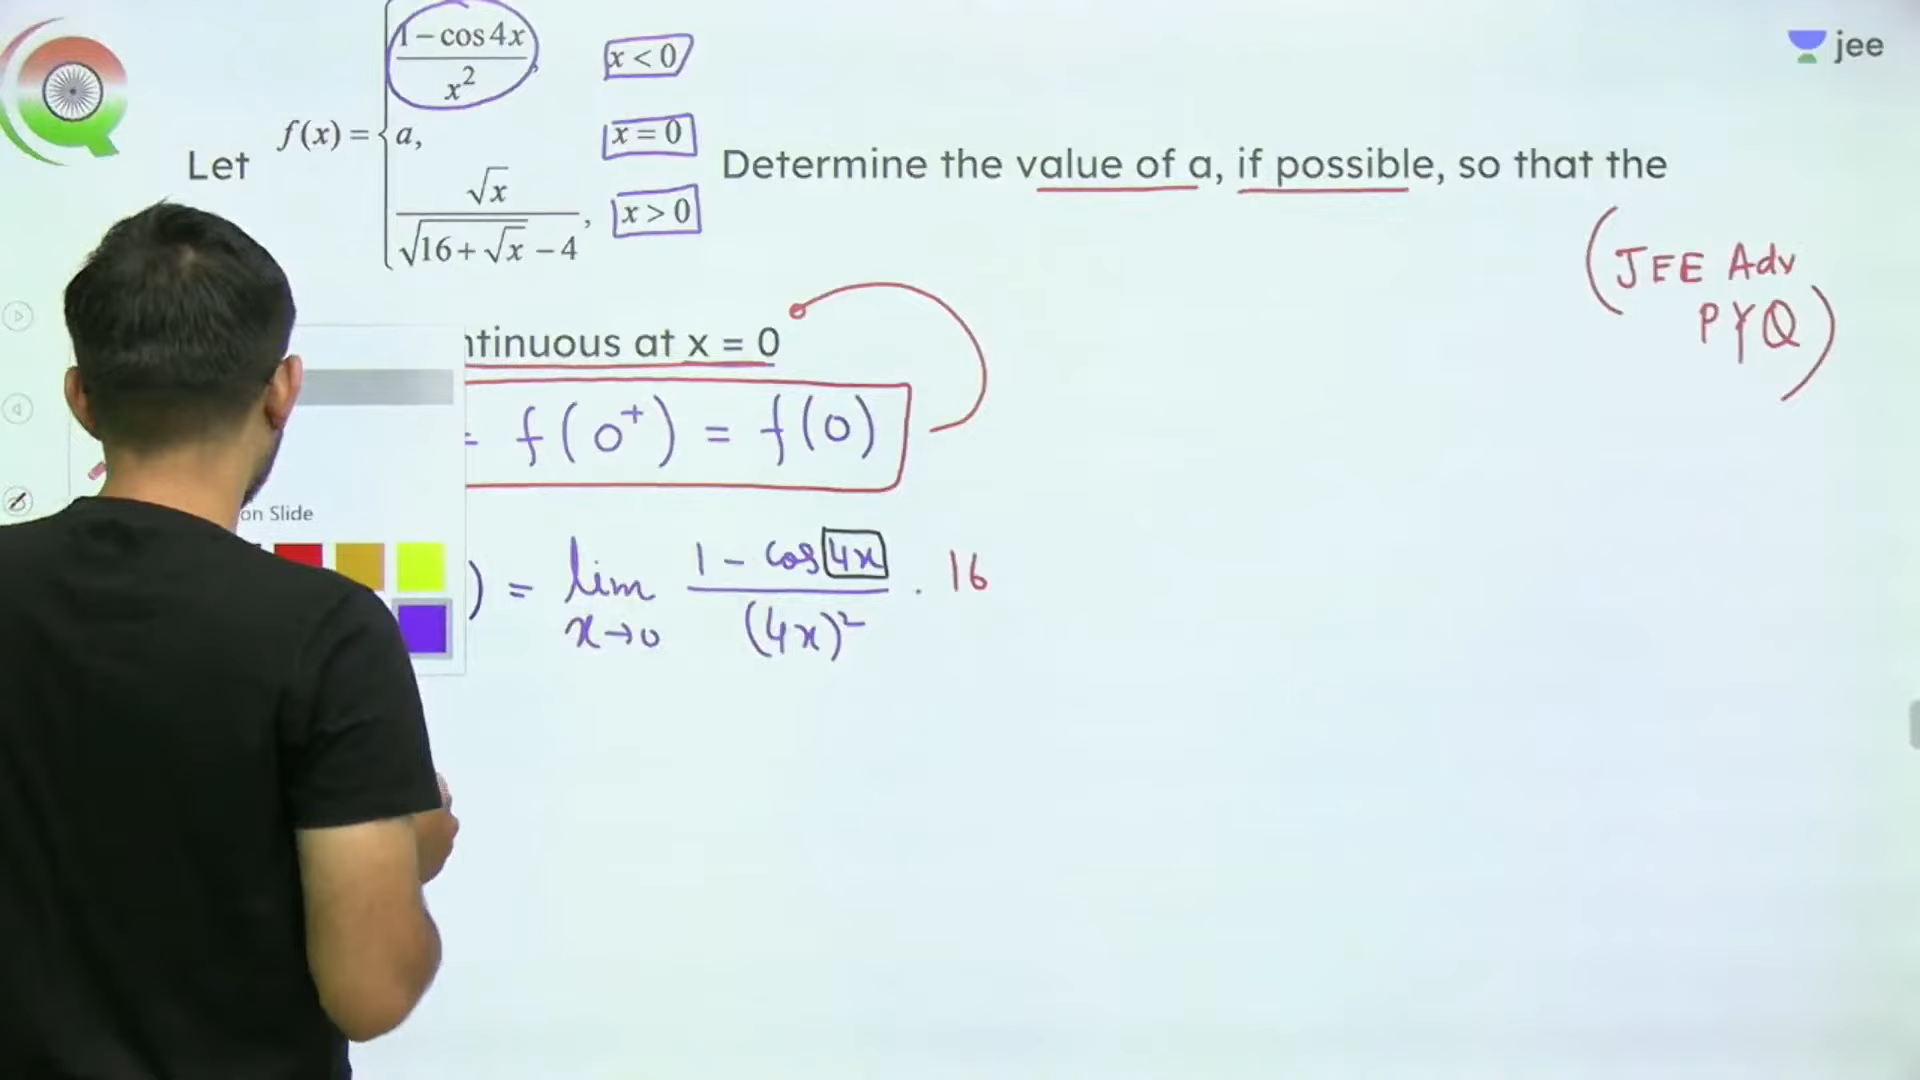 jee
1 − cos 4x / x² , x < 0
Let f(x) = a, x = 0 Determine the value of a, if possible, so that the
√x / √16 + √x − 4 , x > 0
(JEE Adv
PYQ)
ntinuous at x = 0
= f(0⁺) = f(0)
on Slide
) = lim x→0 1 − cos 4x / (4x)² . 16